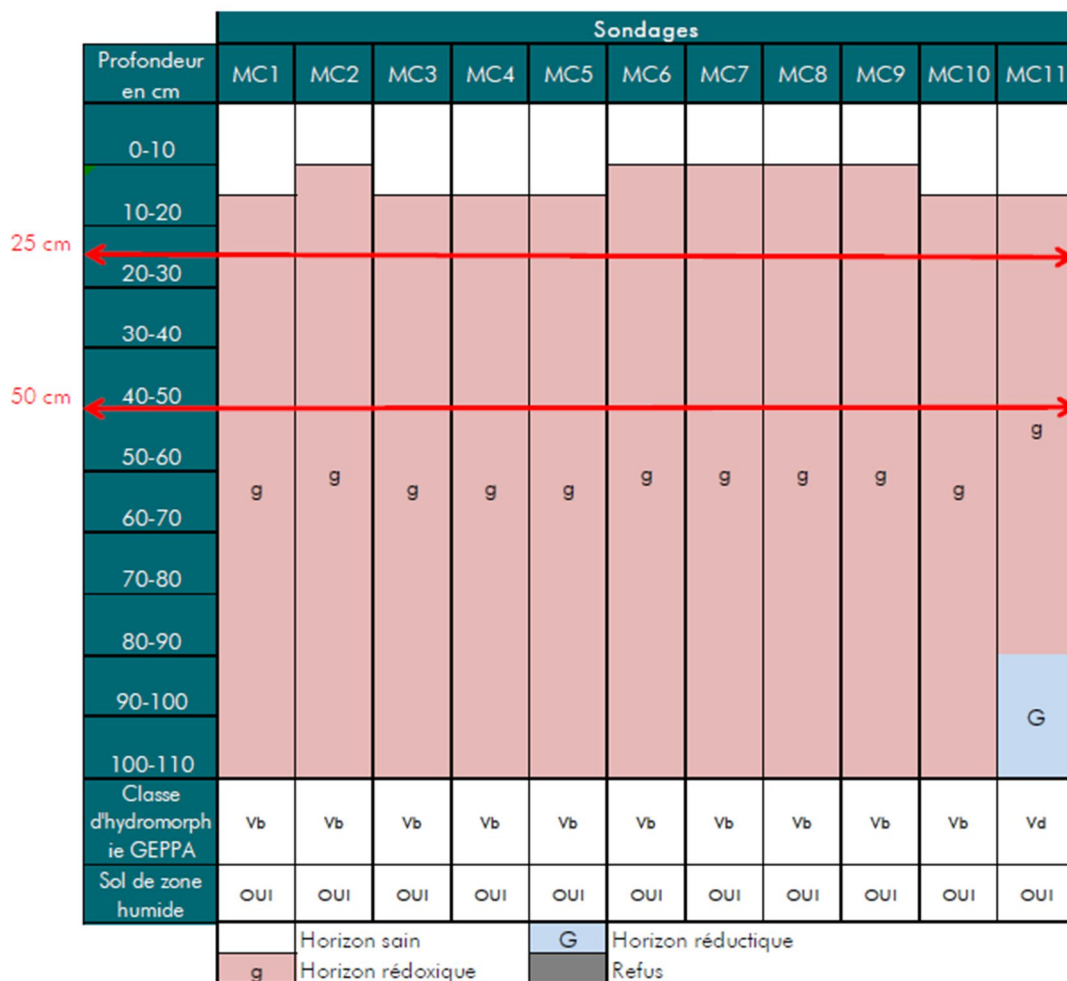 Sondages
Profondeur
en cm
MC1 MC2 MC3 MC4 MC5 MC6 MC7 MC8 MC9 MC10 MC11
0-10
10-20
25 cm
20-30
30-40
50 cm
40-50
g
50-60
g g g g g g g g g g
60-70
70-80
80-90
90-100
G
100-110
Classe
d'hydromorph
ie GEPPA
Vb Vb Vb Vb Vb Vb Vb Vb Vb Vb Vd
Sol de zone
humide
OUI OUI OUI OUI OUI OUI OUI OUI OUI OUI OUI
Horizon sain G Horizon réductique
g Horizon rédoxique Refus